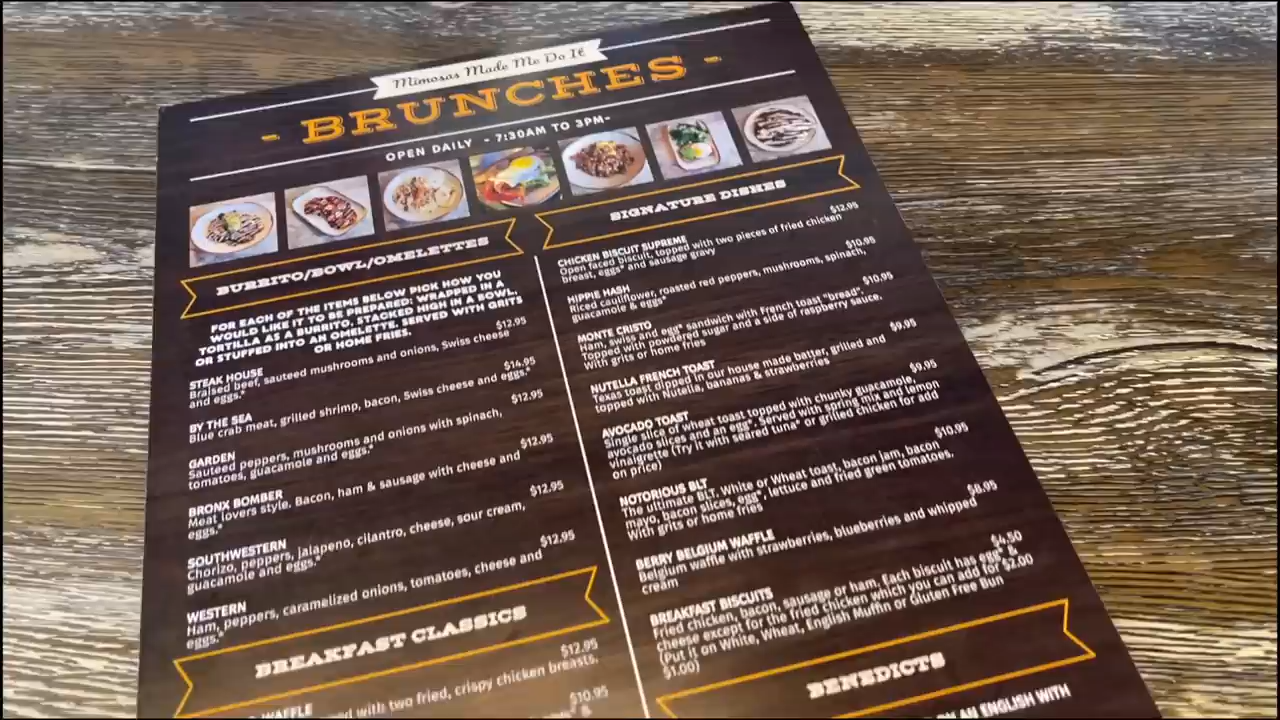 Mimosas Made Me Do It
- BRUNCHES -
OPEN DAILY - 7:30AM TO 3PM-
BURRITO/BOWL/OMELETTES
FOR EACH OF THE ITEMS BELOW PICK HOW YOU
WOULD LIKE IT TO BE PREPARED: WRAPPED IN A
TORTILLA AS A BURRITO, STACKED HIGH IN A BOWL,
OR STUFFED INTO AN OMELETTE. SERVED WITH GRITS
OR HOME FRIES.
$12.95
STEAK HOUSE
Braised beef, sauteed mushrooms and onions, Swiss cheese
and eggs.*
$14.95
BY THE SEA
Blue crab meat, grilled shrimp, bacon, Swiss cheese and eggs.*
$12.95
GARDEN
Sauteed peppers, mushrooms and onions with spinach,
tomatoes, guacamole and eggs.*
$12.95
BRONX BOMBER
Meat lovers style. Bacon, ham & sausage with cheese and
eggs.*
$12.95
SOUTHWESTERN
Chorizo, peppers, jalapeno, cilantro, cheese, sour cream,
guacamole and eggs.*
$12.95
WESTERN
Ham, peppers, caramelized onions, tomatoes, cheese and
eggs.*
BREAKFAST CLASSICS
$12.95
WAFFLE
with two fried, crispy chicken breasts,
$10.95
&
SIGNATURE DISHES
$12.95
CHICKEN BISCUIT SUPREME
Open faced biscuit, topped with two pieces of fried chicken
breast, eggs* and sausage gravy
$10.95
HIPPIE HASH
Riced cauliflower, roasted red peppers, mushrooms, spinach,
guacamole & eggs*
$10.95
MONTE CRISTO
Ham, swiss and egg* sandwich with French toast "bread".
Topped with powdered sugar and a side of raspberry sauce.
With grits or home fries
$9.95
NUTELLA FRENCH TOAST
Texas toast dipped in our house made batter, grilled and
topped with Nutella, bananas & strawberries
$9.95
AVOCADO TOAST
Single slice of wheat toast topped with chunky guacamole,
avocado slices and an egg*. Served with spring mix and lemon
vinaigrette (Try it with seared tuna* or grilled chicken for add
on price)
$10.95
NOTORIOUS BLT
The ultimate BLT. White or Wheat toast, bacon jam, bacon
mayo, bacon slices, egg*, lettuce and fried green tomatoes.
With grits or home fries
$8.95
BERRY BELGIUM WAFFLE
Belgium waffle with strawberries, blueberries and whipped
cream
$4.50
BREAKFAST BISCUITS
Fried chicken, bacon, sausage or ham. Each biscuit has egg* &
cheese except for the fried chicken which you can add for $2.00
(Put it on White, Wheat, English Muffin or Gluten Free Bun
$1.00)
BENEDICTS
AN ENGLISH WITH